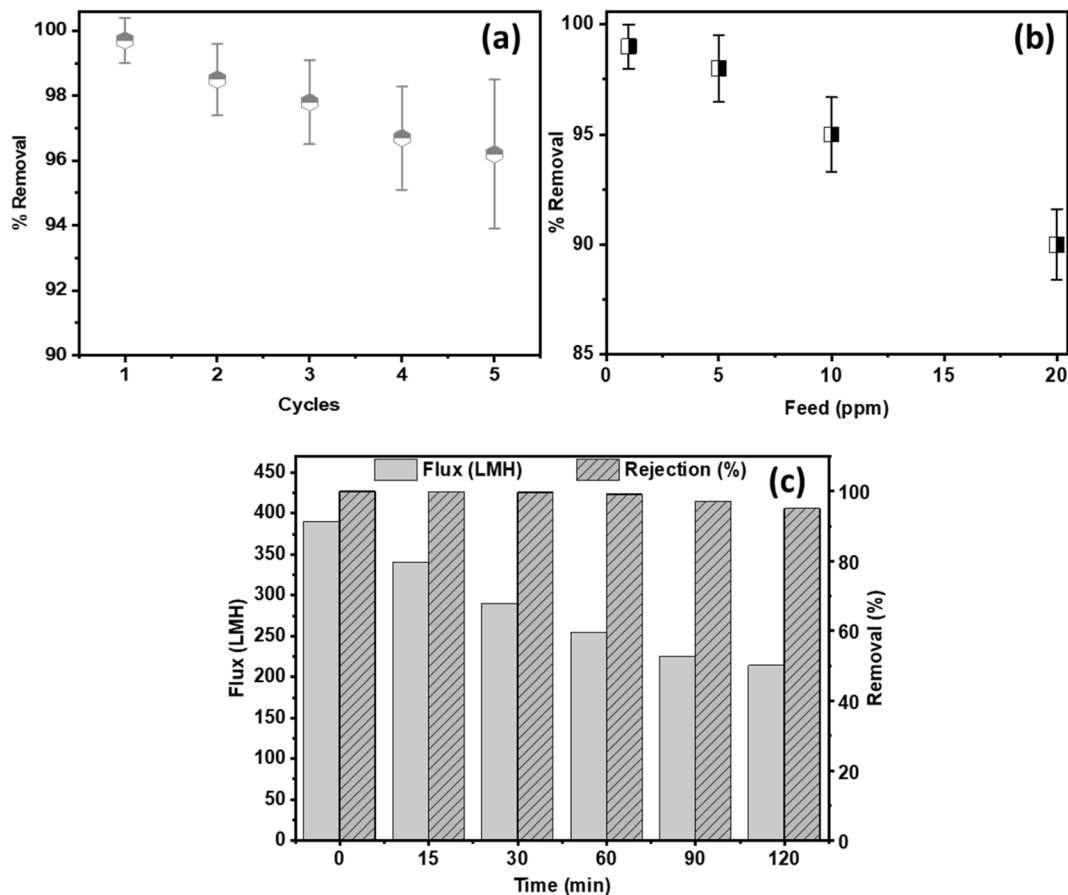 (a)
% Removal
100
98
96
94
92
90
1 2 3 4 5
Cycles
(b)
% Removal
100
95
90
85
0 5 10 15 20
Feed (ppm)
(c)
Flux (LMH) Rejection (%)
Flux (LMH)
450
400
350
300
250
200
150
100
50
0
Removal (%)
100
80
60
40
20
0
0 15 30 60 90 120
Time (min)